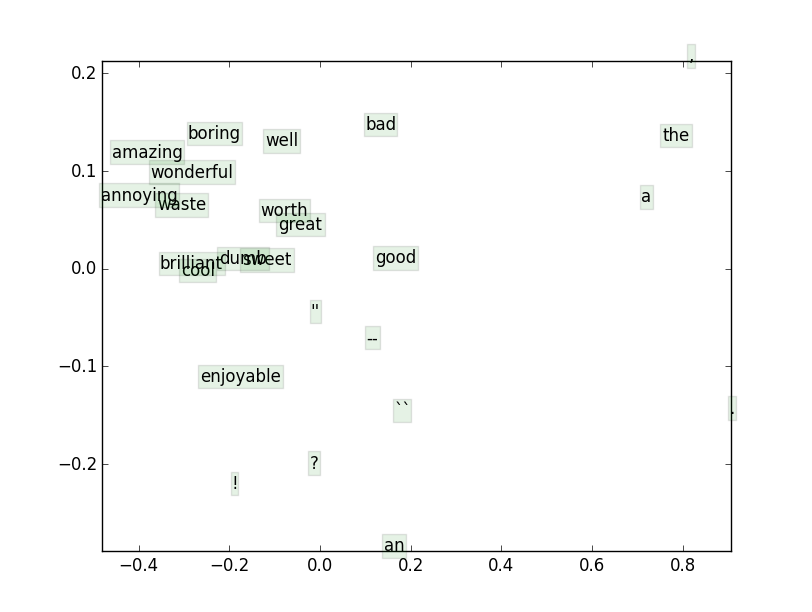 ,
0.2
bad
boring
well
the
amazing
0.1
wonderful
annoying
a
waste
worth
great
0.0
good
dumb
sweet
brilliant
cool
"
--
−0.1
enjoyable
``
.
−0.2
?
!
an
−0.4 −0.2 0.0 0.2 0.4 0.6 0.8